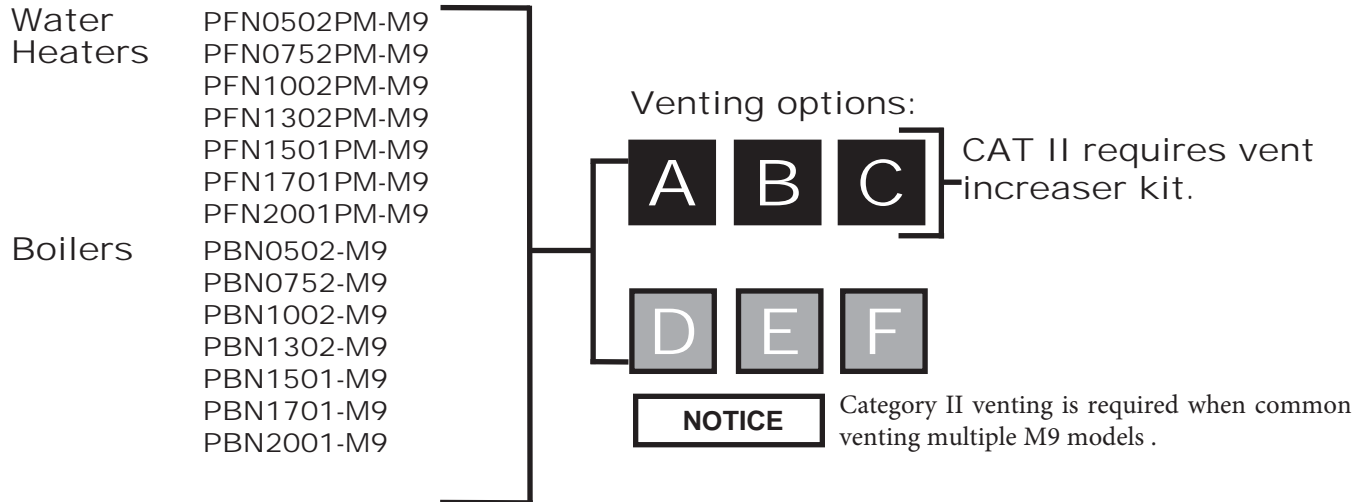 Water Heaters
PFN0502PM-M9
PFN0752PM-M9
PFN1002PM-M9
PFN1302PM-M9
PFN1501PM-M9
PFN1701PM-M9
PFN2001PM-M9
Boilers
PBN0502-M9
PBN0752-M9
PBN1002-M9
PBN1302-M9
PBN1501-M9
PBN1701-M9
PBN2001-M9
Venting options:
A B C
CAT II requires vent
increaser kit.
D E F
NOTICE
Category II venting is required when common
venting multiple M9 models .